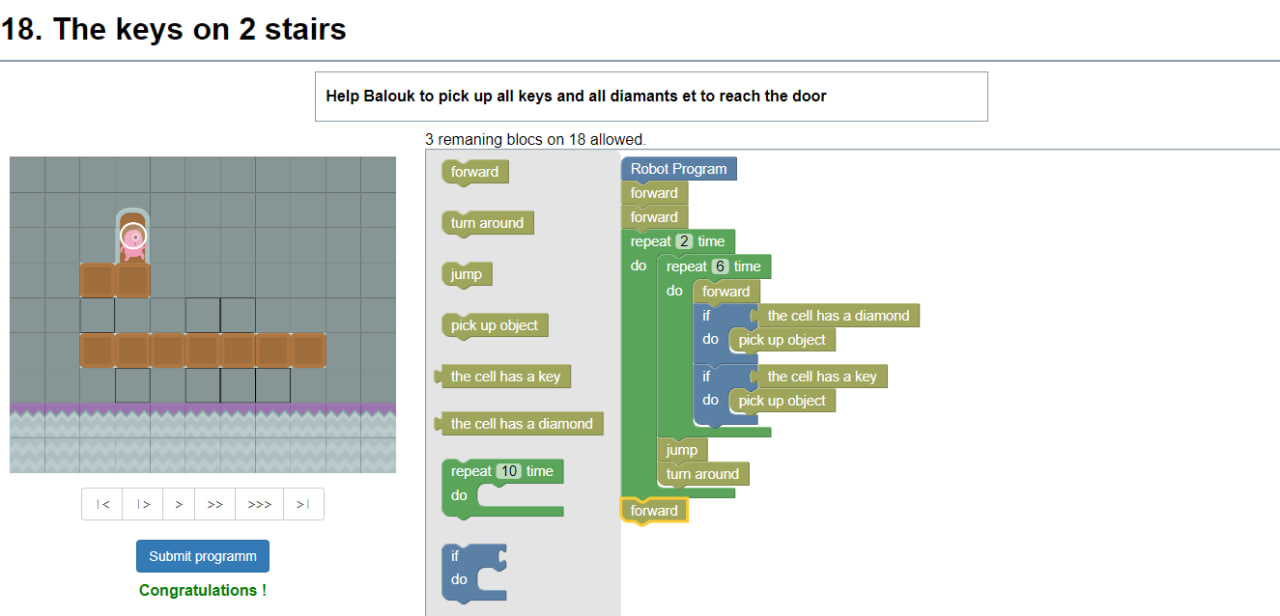 18. The keys on 2 stairs
Help Balouk to pick up all keys and all diamants et to reach the door
3 remaning blocs on 18 allowed.
forward
turn around
jump
pick up object
the cell has a key
the cell has a diamond
repeat 10 time
do
if
do
Robot Program
forward
forward
repeat 2 time
do repeat 6 time
do forward
if the cell has a diamond
do pick up object
if the cell has a key
do pick up object
jump
turn around
forward
|< |> > >> >>> >|
Submit programm
Congratulations !